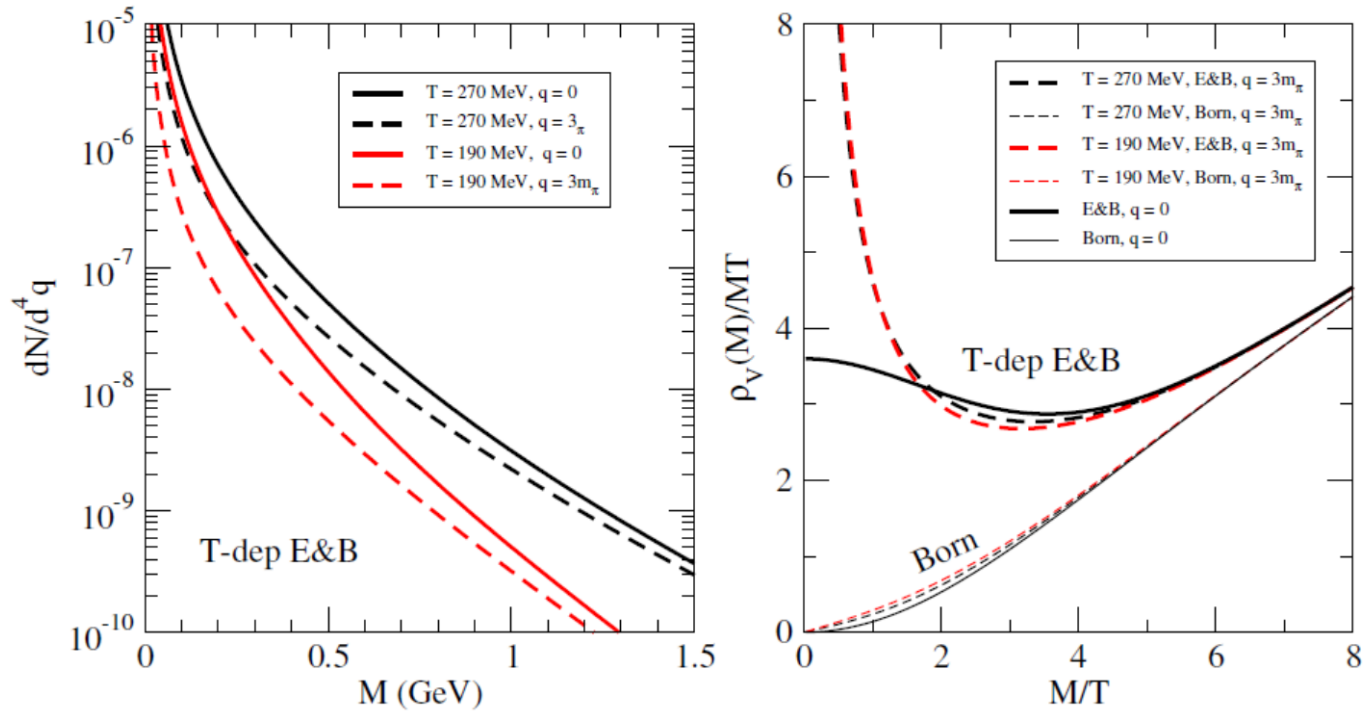 10^-5
10^-6
10^-7
10^-8
10^-9
10^-10
dN/d^4 q
T = 270 MeV, q = 0
T = 270 MeV, q = 3_π
T = 190 MeV, q = 0
T = 190 MeV, q = 3m_π
T-dep E&B
0 0.5 1 1.5
M (GeV)
8
6
4
2
0
ρ_V(M)/MT
T = 270 MeV, E&B, q = 3m_π
T = 270 MeV, Born, q = 3m_π
T = 190 MeV, E&B, q = 3m_π
T = 190 MeV, Born, q = 3m_π
E&B, q = 0
Born, q = 0
T-dep E&B
Born
0 2 4 6 8
M/T